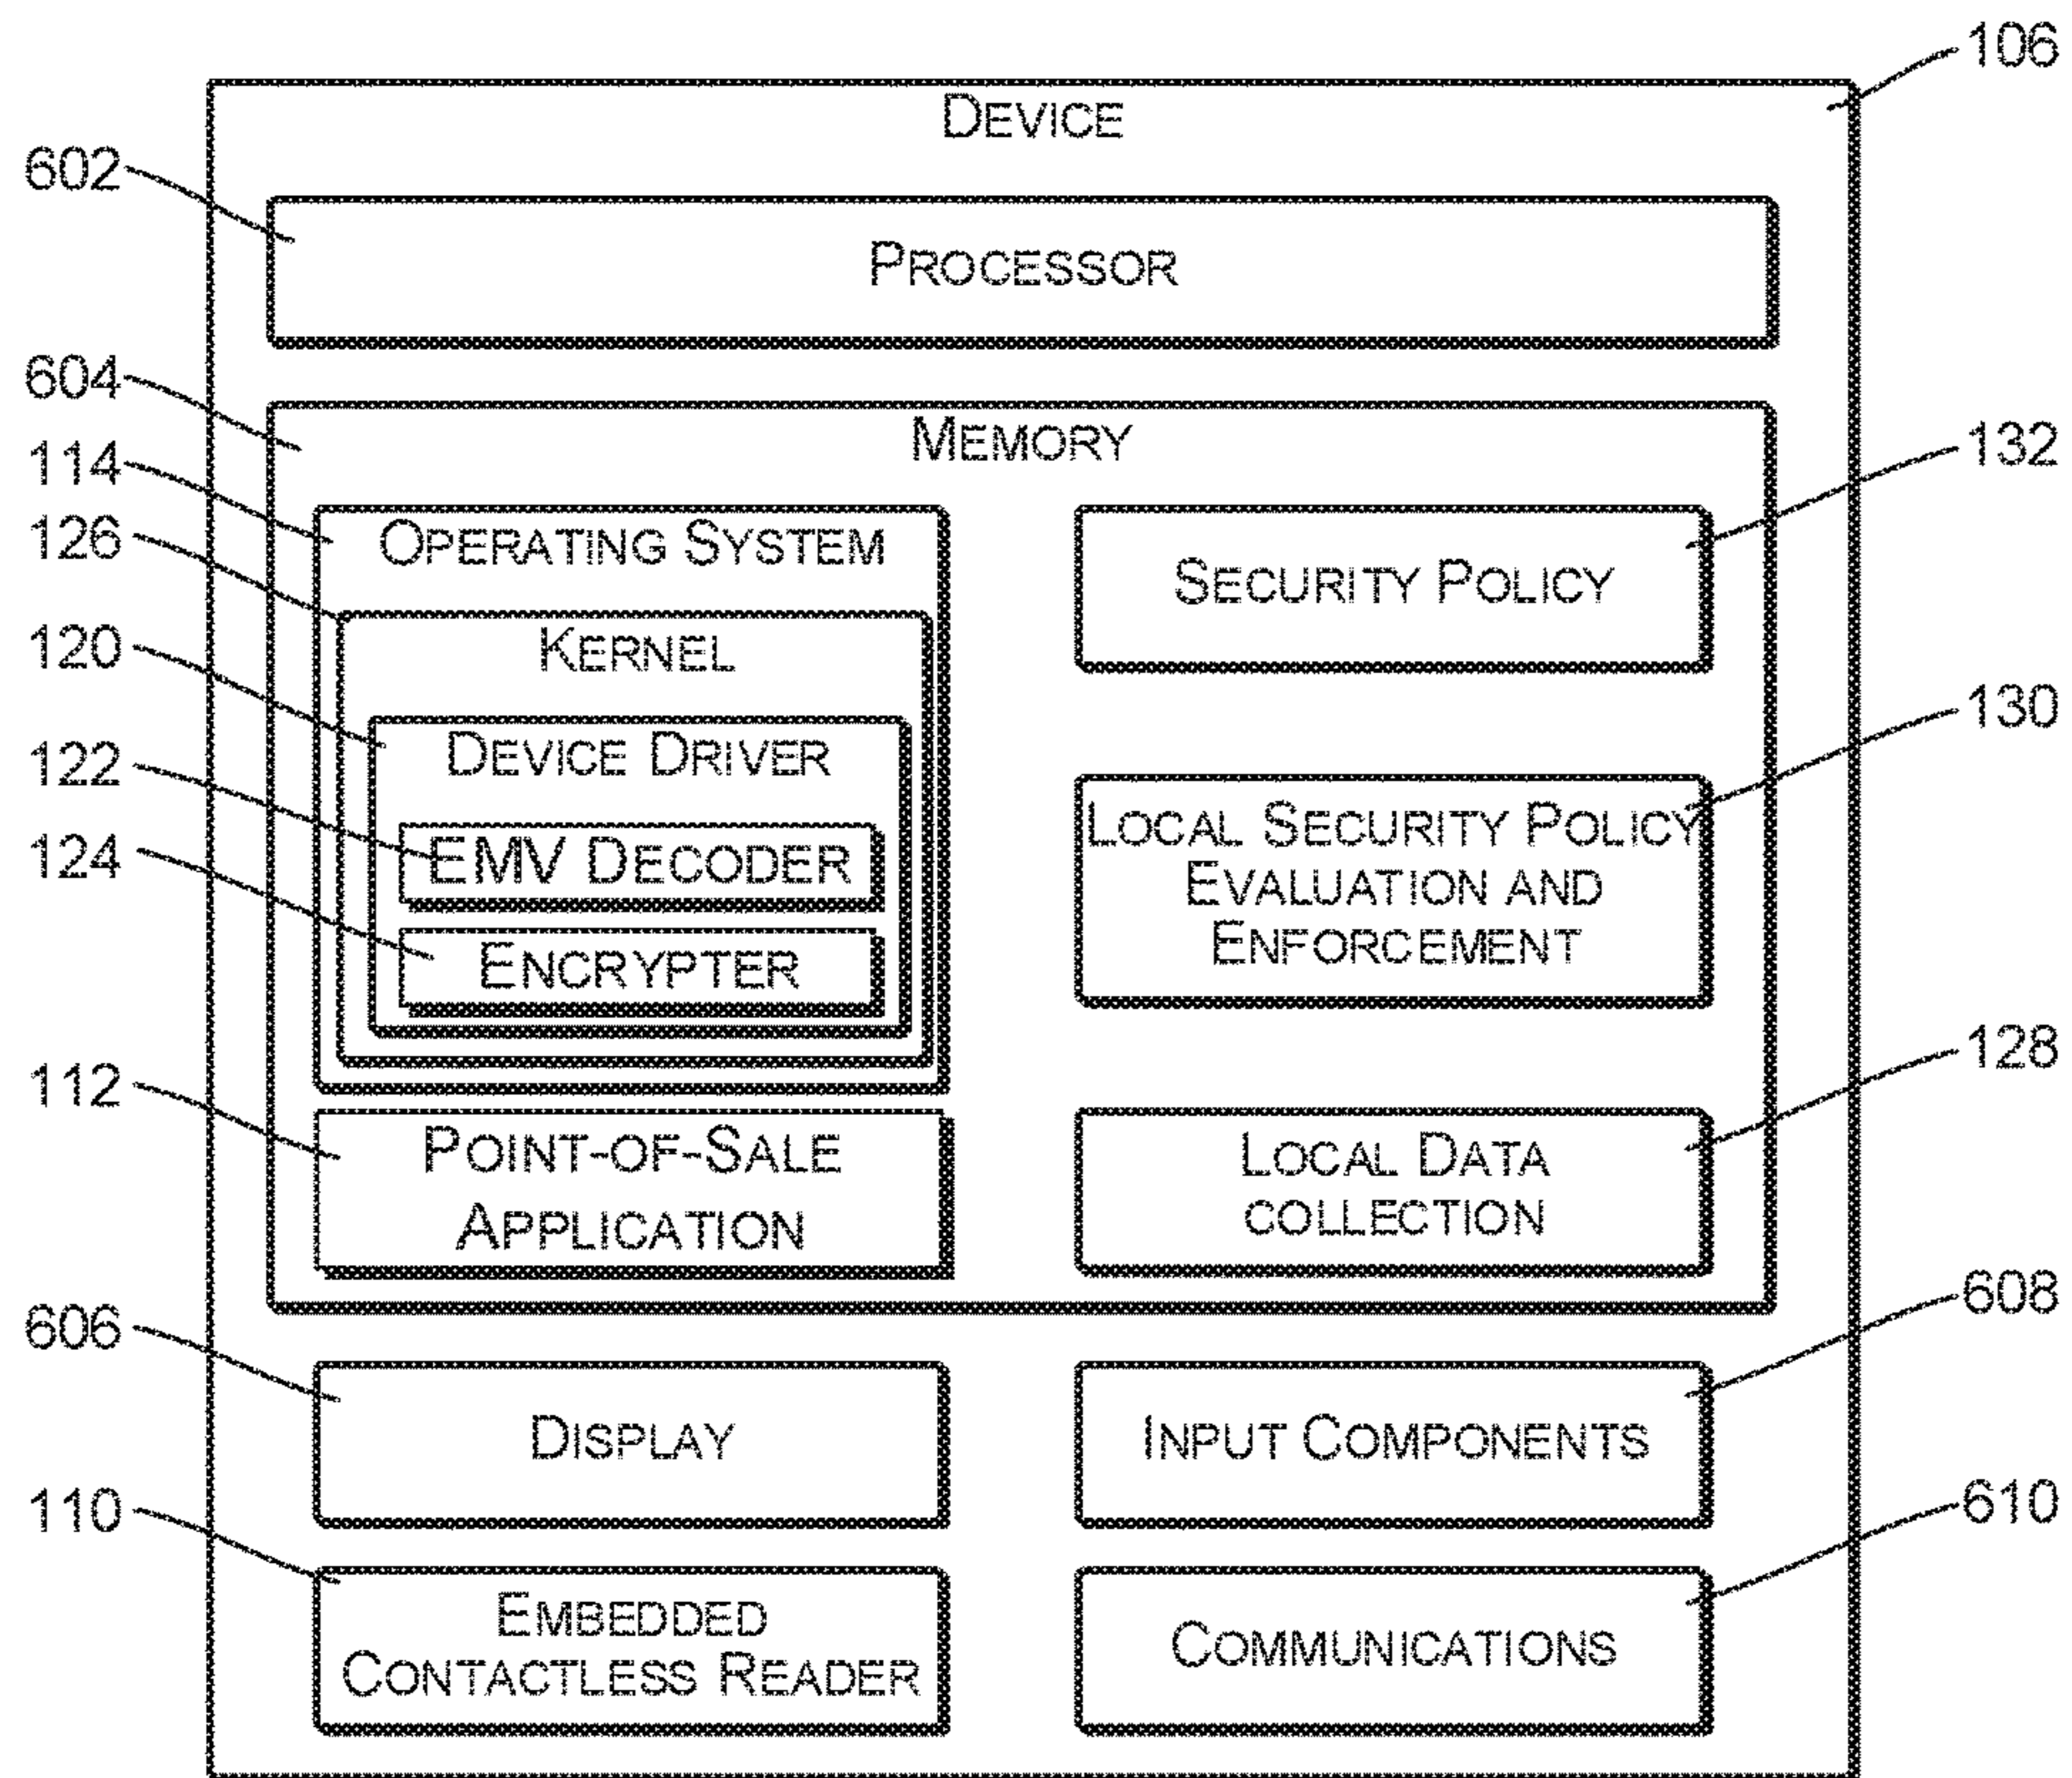 106
DEVICE
602
PROCESSOR
604
MEMORY
114
OPERATING SYSTEM
132
SECURITY POLICY
126
KERNEL
120
DEVICE DRIVER
130
LOCAL SECURITY POLICY
EVALUATION AND
ENFORCEMENT
122
EMV DECODER
124
ENCRYPTER
112
POINT-OF-SALE
APPLICATION
128
LOCAL DATA
COLLECTION
606
DISPLAY
608
INPUT COMPONENTS
110
EMBEDDED
CONTACTLESS READER
610
COMMUNICATIONS